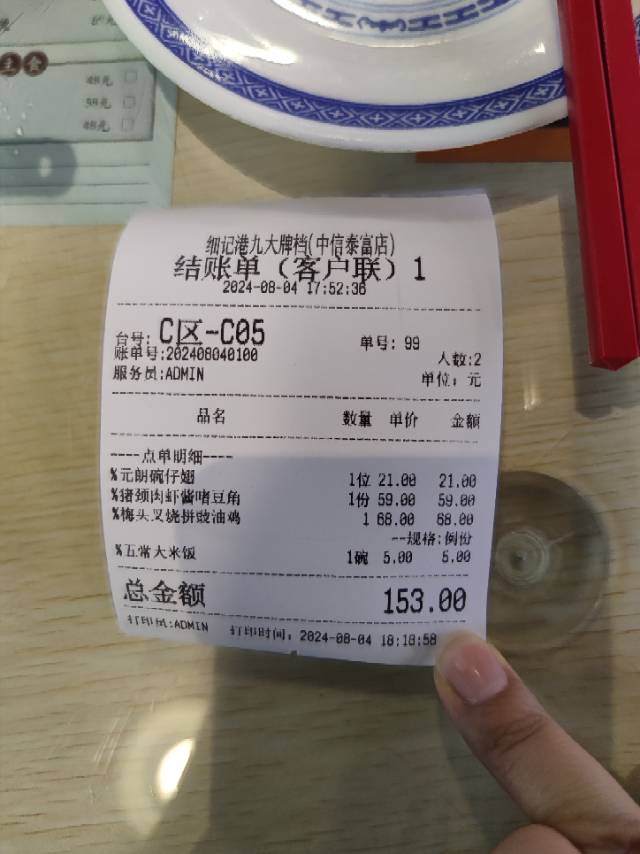 主食
48元
细记港九大牌档(中信泰富店)
结账单（客户联）1
2024-08-04 17:52:36
台号: C区-C05 单号: 99
账单号:202408040100 人数:2
服务员:ADMIN 单位: 元
品名 数量 单价 金额
----点单明细----
%元朗碗仔翅 1位 21.00 21.00
%猪颈肉虾酱啫豆角 1份 59.00 59.00
%梅头叉烧拼豉油鸡 1 68.00 68.00
--规格:例份
%五常大米饭 1碗 5.00 5.00
总金额 153.00
打印员:ADMIN 打印时间: 2024-08-04 18:18:58